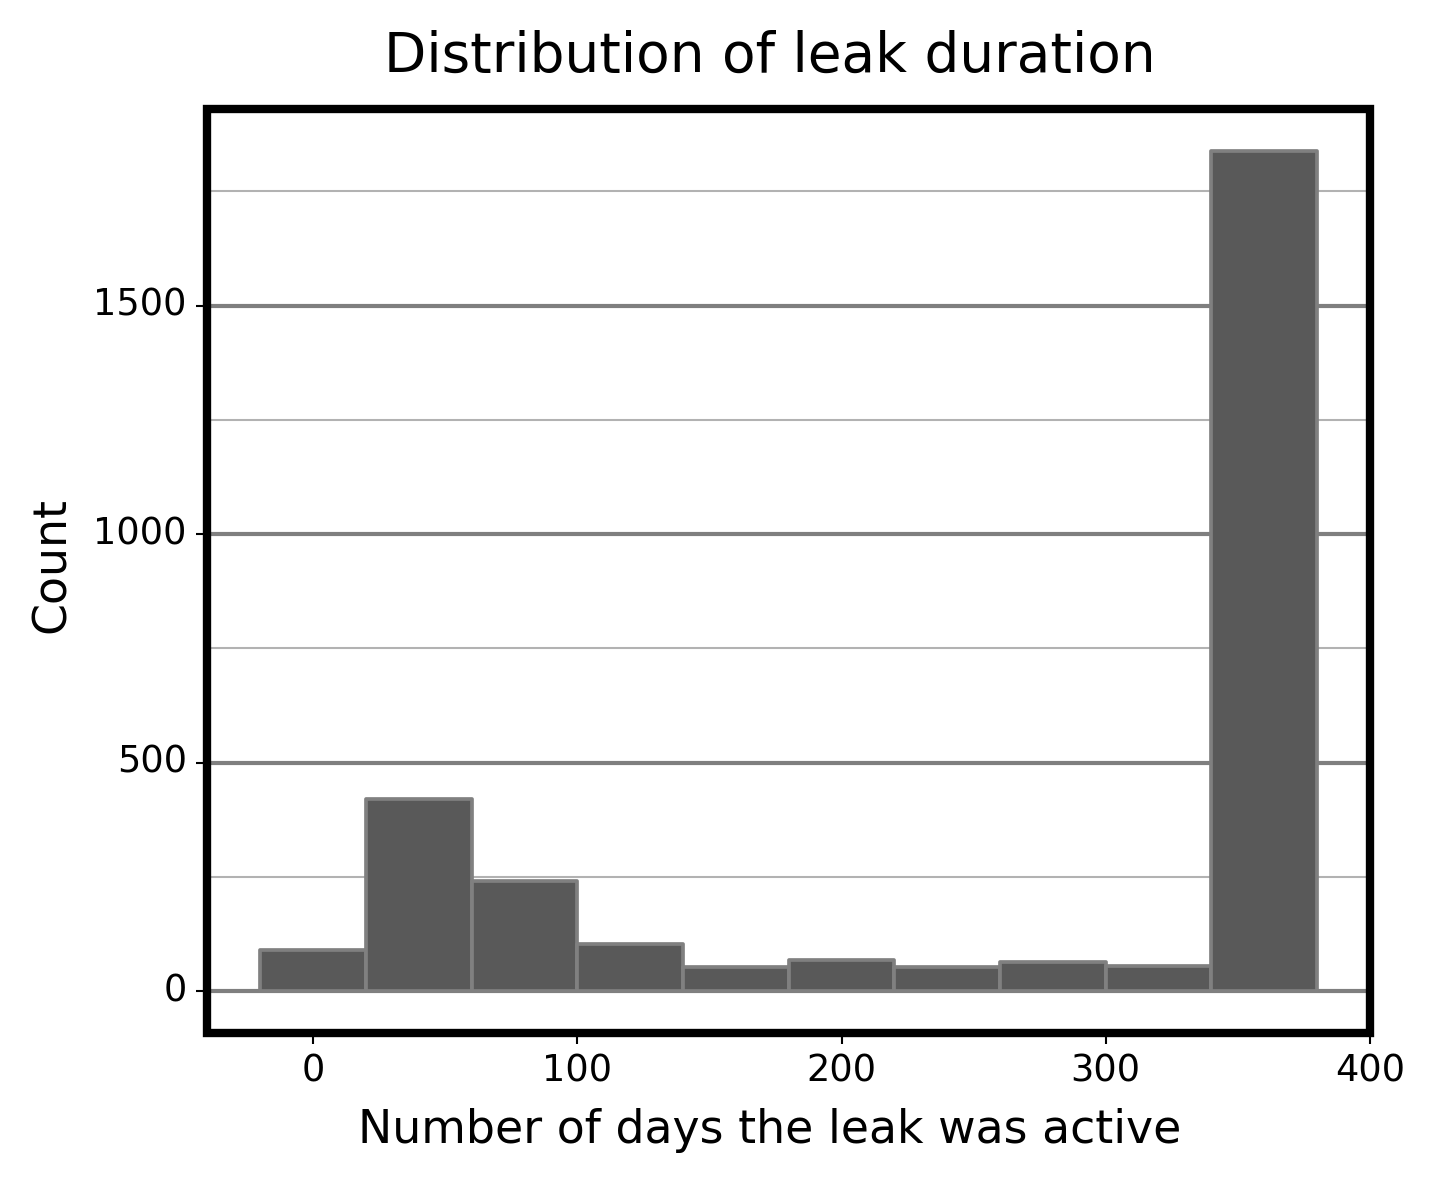 Distribution of leak duration
1500
1000
500
0
Count
0 100 200 300 400
Number of days the leak was active